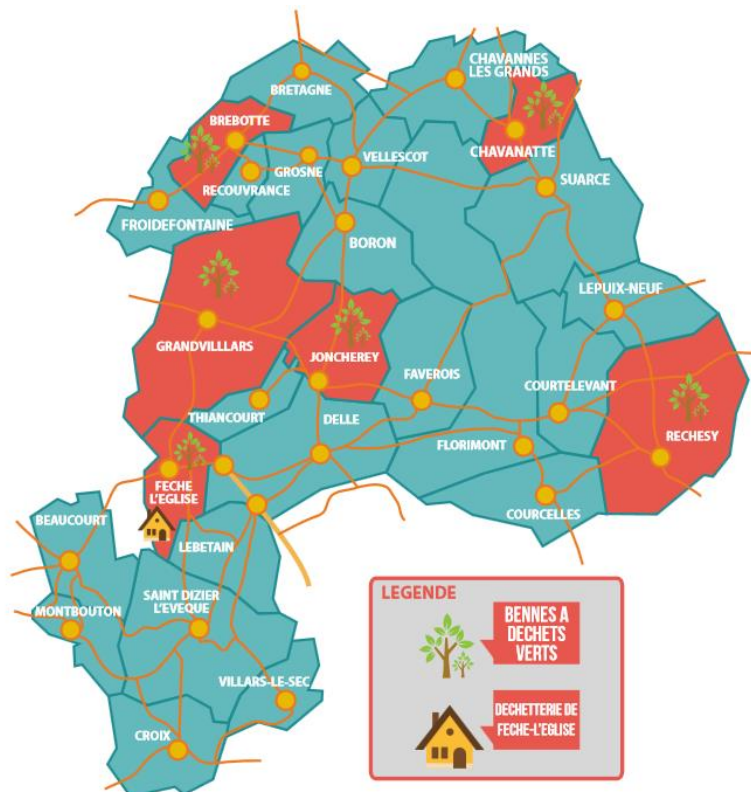 CHAVANNES
LES GRANDS
BRETAGNE
BREBOTTE
CHAVANATTE
GROSNE
VELLESCOT
RECOUVRANCE
SUARCE
FROIDEFONTAINE
BORON
LEPUIX-NEUF
GRANDVILLLARS
JONCHEREY
FAVEROIS
COURTELEVANT
THIANCOURT
DELLE
FLORIMONT
RECHESY
FECHE
L'EGLISE
COURCELLES
BEAUCOURT
LEBETAIN
SAINT DIZIER
L'EVEQUE
MONTBOUTON
VILLARS-LE-SEC
CROIX
LEGENDE
BENNES A
DECHETS
VERTS
DECHETTERIE DE
FECHE-L'EGLISE